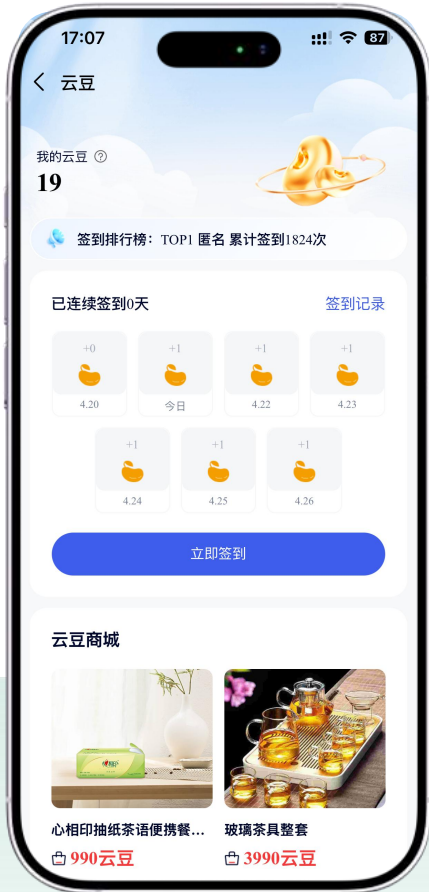 17:07
87
云豆
我的云豆 ?
19
签到排行榜：TOP1 匿名 累计签到1824次
已连续签到0天 签到记录
+0 +1 +1 +1
4.20 今日 4.22 4.23
+1 +1 +1
4.24 4.25 4.26
立即签到
云豆商城
心相印
心相印抽纸茶语便携餐... 玻璃茶具整套
990云豆 3990云豆